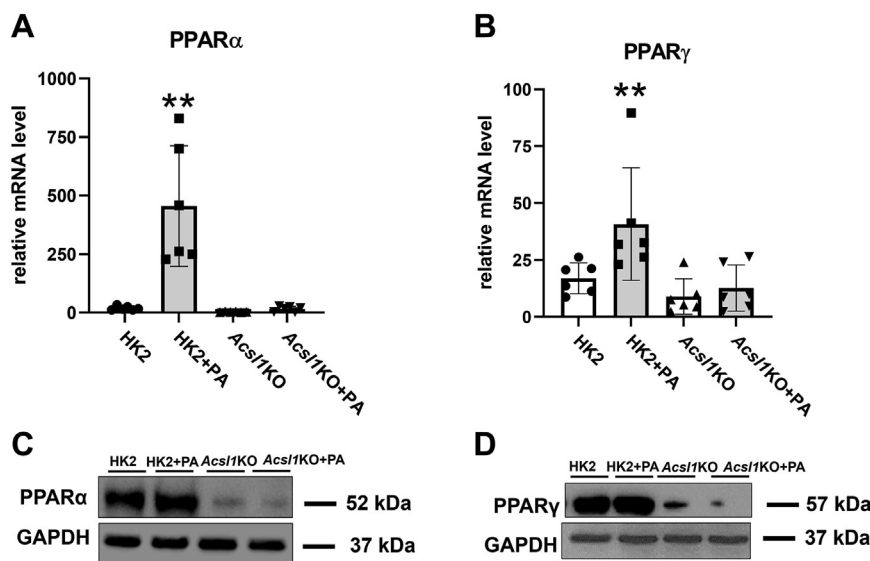 A
PPARα
relative mRNA level
1000
750
500
250
0
**
HK2
HK2+PA
Acsl1KO
Acsl1KO+PA
B
PPARγ
relative mRNA level
100
75
50
25
0
**
HK2
HK2+PA
Acsl1KO
Acsl1KO+PA
C
HK2 HK2+PA Acsl1KO Acsl1KO+PA
PPARα 52 kDa
GAPDH 37 kDa
D
HK2 HK2+PA Acsl1KO Acsl1KO+PA
PPARγ 57 kDa
GAPDH 37 kDa